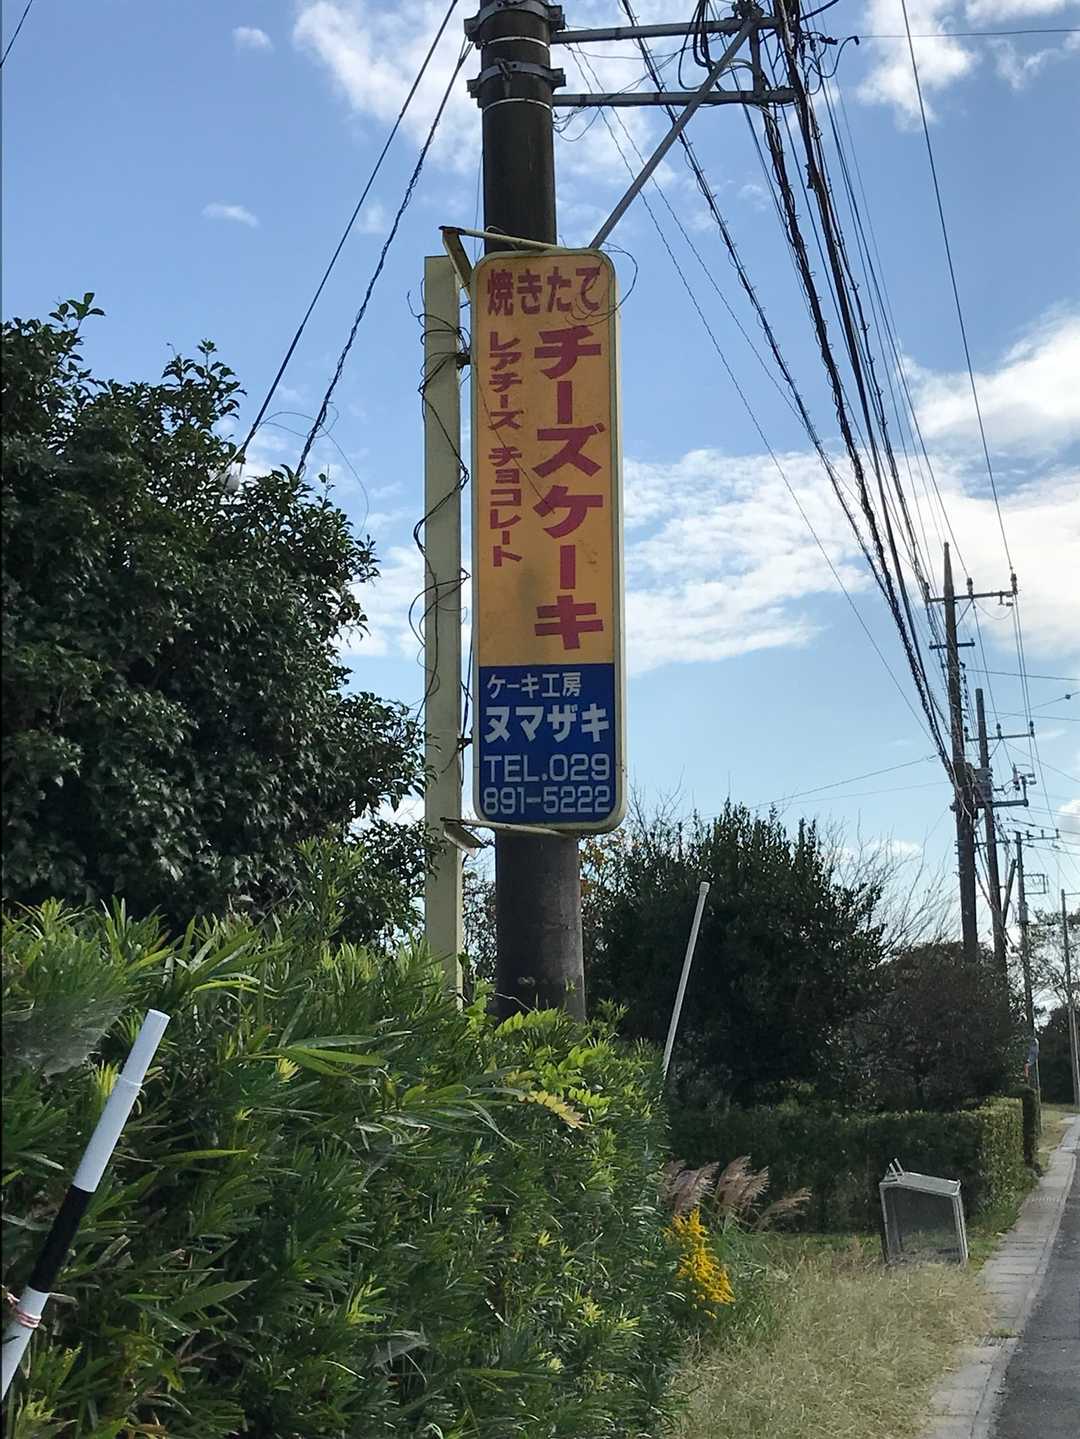 焼きたて
チーズケーキ
レアチーズ チョコレート
ケーキ工房
ヌマザキ
TEL.029
891-5222